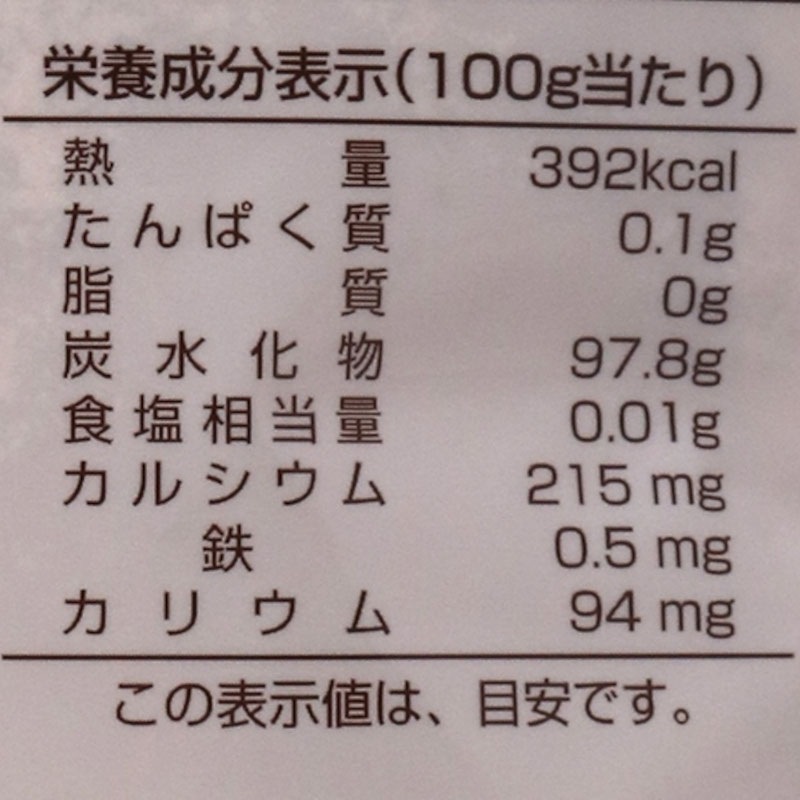 栄養成分表示(100g当たり)
熱量 392kcal
たんぱく質 0.1g
脂質 0g
炭水化物 97.8g
食塩相当量 0.01g
カルシウム 215 mg
鉄 0.5 mg
カリウム 94 mg
この表示値は、目安です。